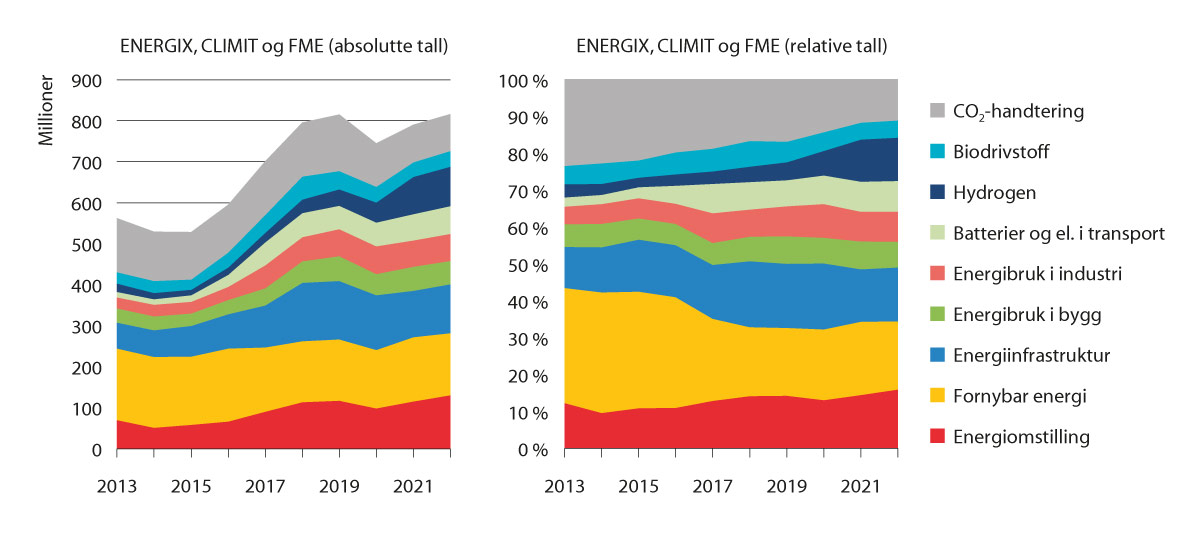 ENERGIX, CLIMIT og FME (absolutte tall)
Millioner
900
800
700
600
500
400
300
200
100
0
2013 2015 2017 2019 2021
ENERGIX, CLIMIT og FME (relative tall)
100 %
90 %
80 %
70 %
60 %
50 %
40 %
30 %
20 %
10 %
0 %
2013 2015 2017 2019 2021
CO₂-handtering
Biodrivstoff
Hydrogen
Batterier og el. i transport
Energibruk i industri
Energibruk i bygg
Energiinfrastruktur
Fornybar energi
Energiomstilling